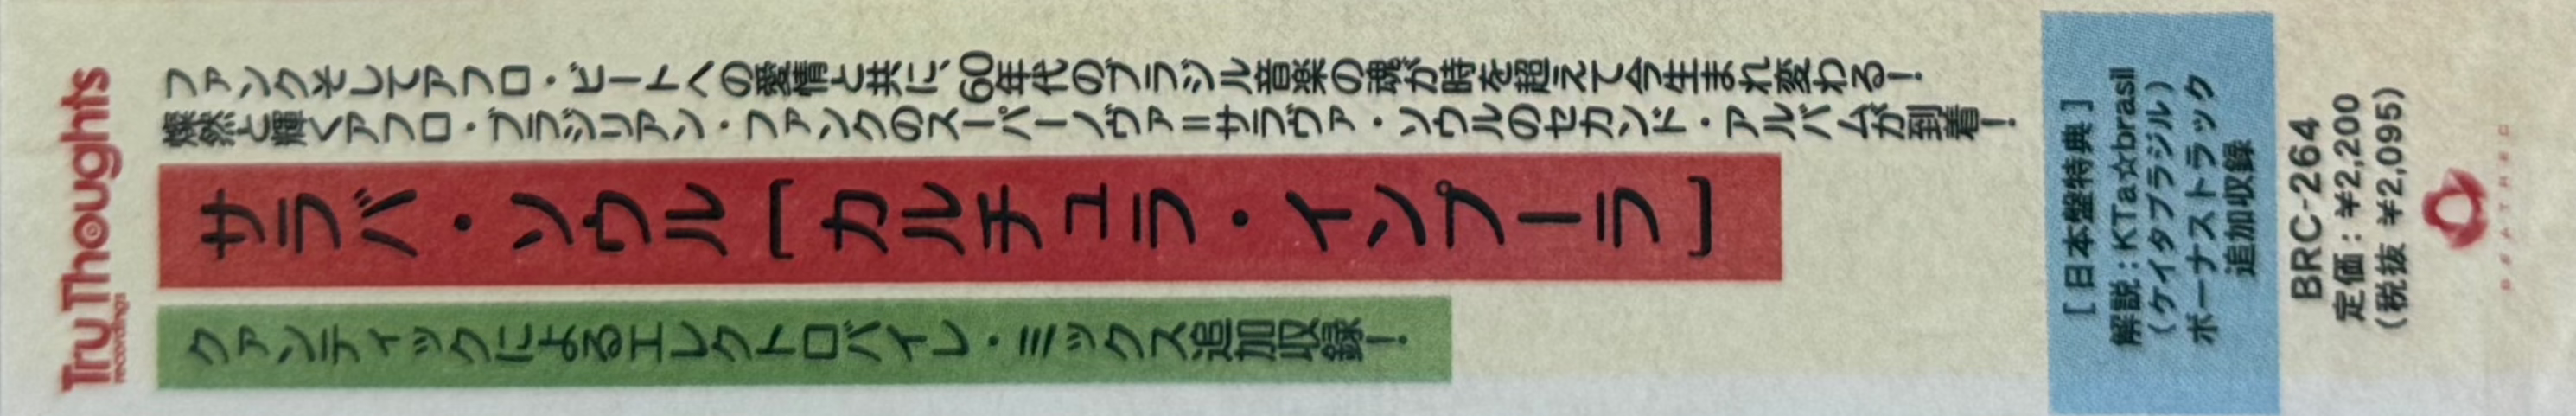 Tru Thoughts
recordings
ファンクそしてアフロ・ビートへの愛情と共に、60年代のブラジル音楽の魂が時を超えて今生まれ変わる！
燦然と輝くアフロ・ブラジリアン・ファンクのスーパーノヴァ＝サラヴァ・ソウルのセカンド・アルバムが到着！
サラバ・ソウル［カルチュラ・インプーラ］
クァンティックによるエレクトロバイレ・ミックス追加収録！
［日本盤特典］
解説：KTa☆brasil
（ケイタブラジル）
ボーナストラック
追加収録
BRC-264
定価：¥2,200
（税抜 ¥2,095）
BEATREC